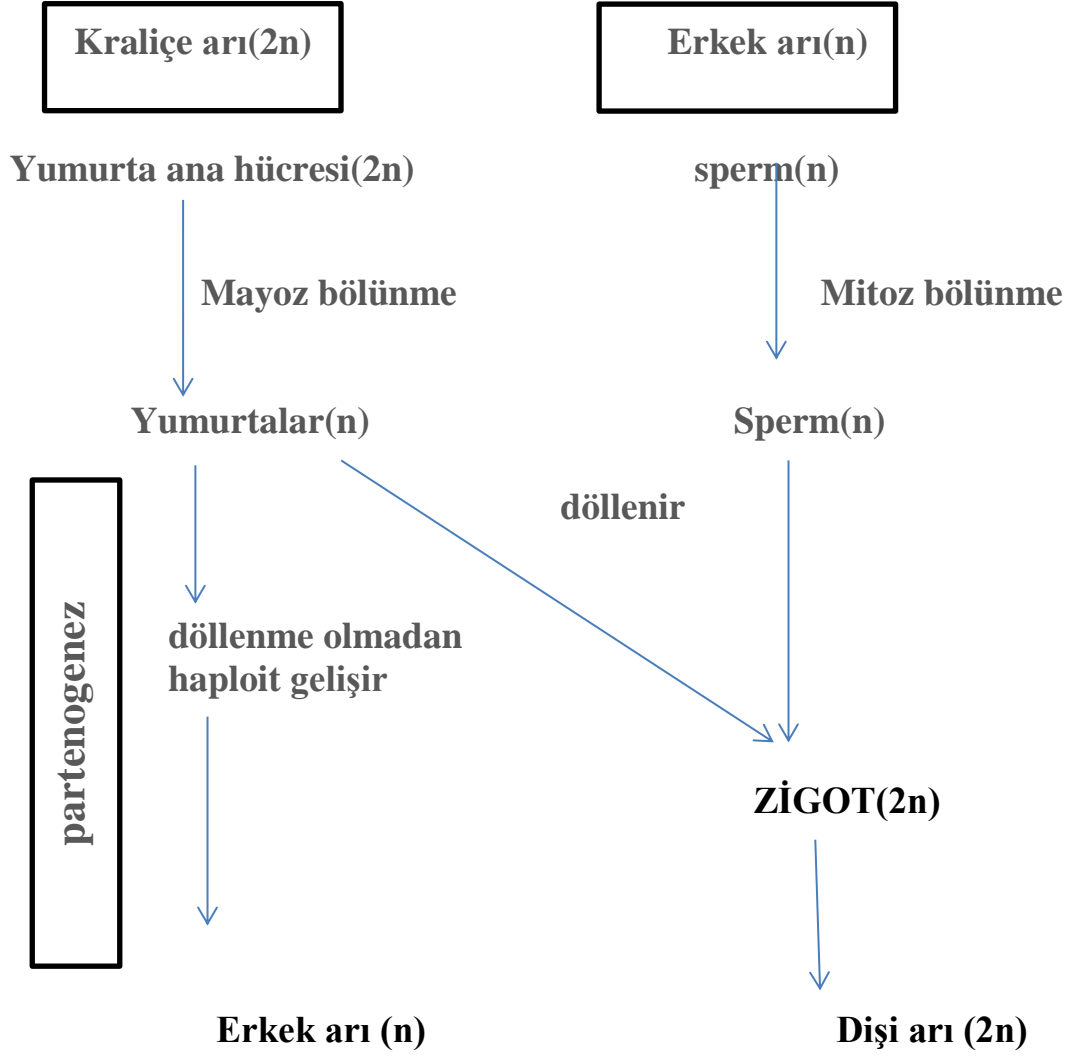 Kraliçe arı(2n)
Erkek arı(n)
Yumurta ana hücresi(2n)
sperm(n)
Mayoz bölünme
Mitoz bölünme
Yumurtalar(n)
Sperm(n)
döllenir
partenogenez
döllenme olmadan
haploit gelişir
ZİGOT(2n)
Erkek arı (n)
Dişi arı (2n)